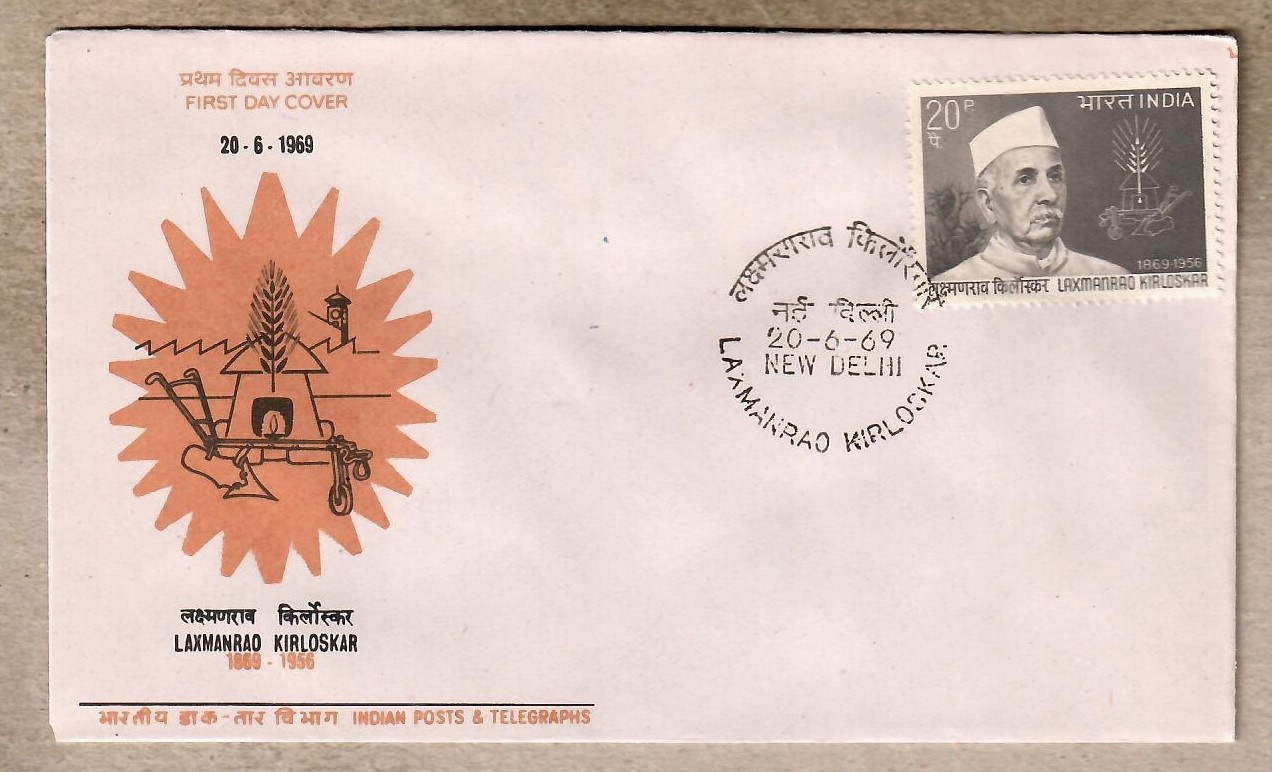 प्रथम दिवस आवरण
FIRST DAY COVER
20-6-1969
लक्ष्मणराव किर्लोस्कर
LAXMANRAO KIRLOSKAR
1869-1956
भारतीय डाक-तार विभाग INDIAN POSTS & TELEGRAPHS
20 P.
पै.
भारत INDIA
1869-1956
लक्ष्मणराव किर्लोस्कर LAXMANRAO KIRLOSKAR
लक्ष्मणराव किर्लोस्कर
नई दिल्ली
20-6-69
NEW DELHI
LAXMANRAO KIRLOSKAR